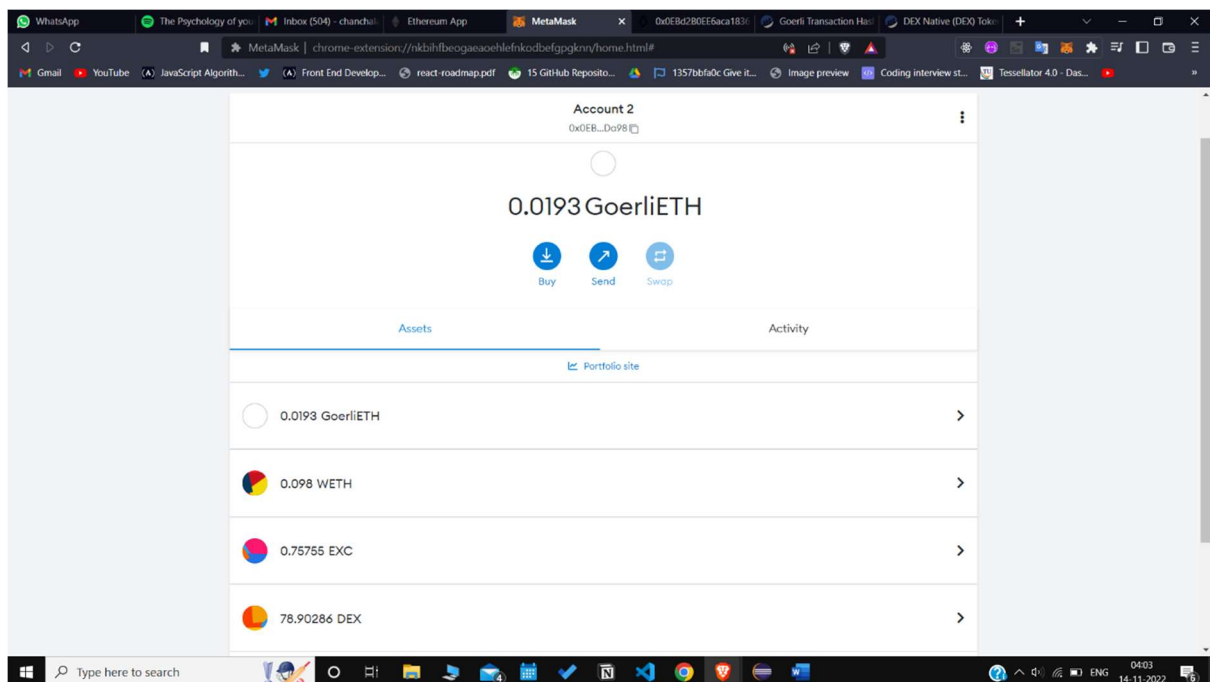 WhatsApp
The Psychology of you
Inbox (504) - chanchal
Ethereum App
MetaMask
0x0EBd2B0EE6aca1836
Goerli Transaction Has
DEX Native (DEX) Toke
MetaMask | chrome-extension://nkbihfbeogaeaoehlefnkodbefgpgknn/home.html#
Gmail
YouTube
JavaScript Algorith...
Front End Develop...
react-roadmap.pdf
15 GitHub Reposito...
1357bbfa0c Give it...
Image preview
Coding interview st...
Tessellator 4.0 - Das...
»
Account 2
0x0EB...Da98
0.0193 GoerliETH
Buy
Send
Swap
Assets
Activity
Portfolio site
0.0193 GoerliETH
0.098 WETH
0.75755 EXC
78.90286 DEX
Type here to search
ENG
04:03
14-11-2022